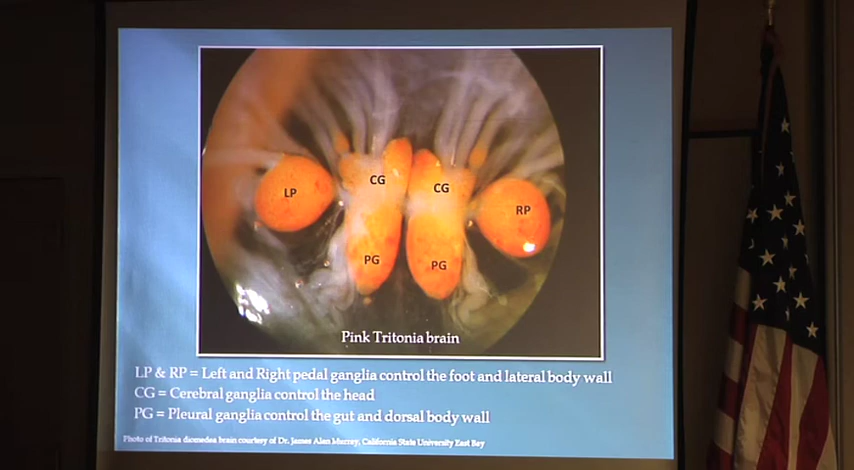 LP
CG
CG
RP
PG
PG
Pink Tritonia brain
LP & RP = Left and Right pedal ganglia control the foot and lateral body wall
CG = Cerebral ganglia control the head
PG = Pleural ganglia control the gut and dorsal body wall
Photo of Tritonia diomedea brain courtesy of Dr. James Alan Murray, California State University East Bay